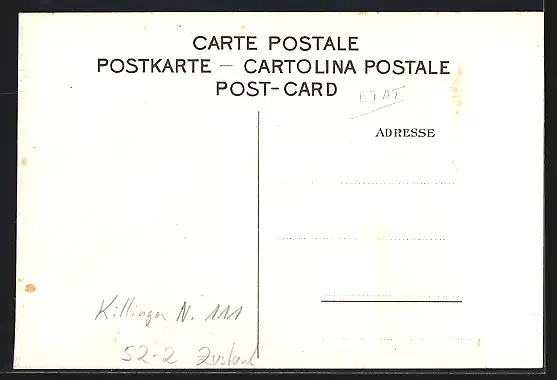 CARTE POSTALE
POSTKARTE — CARTOLINA POSTALE
POST-CARD
ETAT
ADRESSE
Killinger N. 111
52-2 Zustand